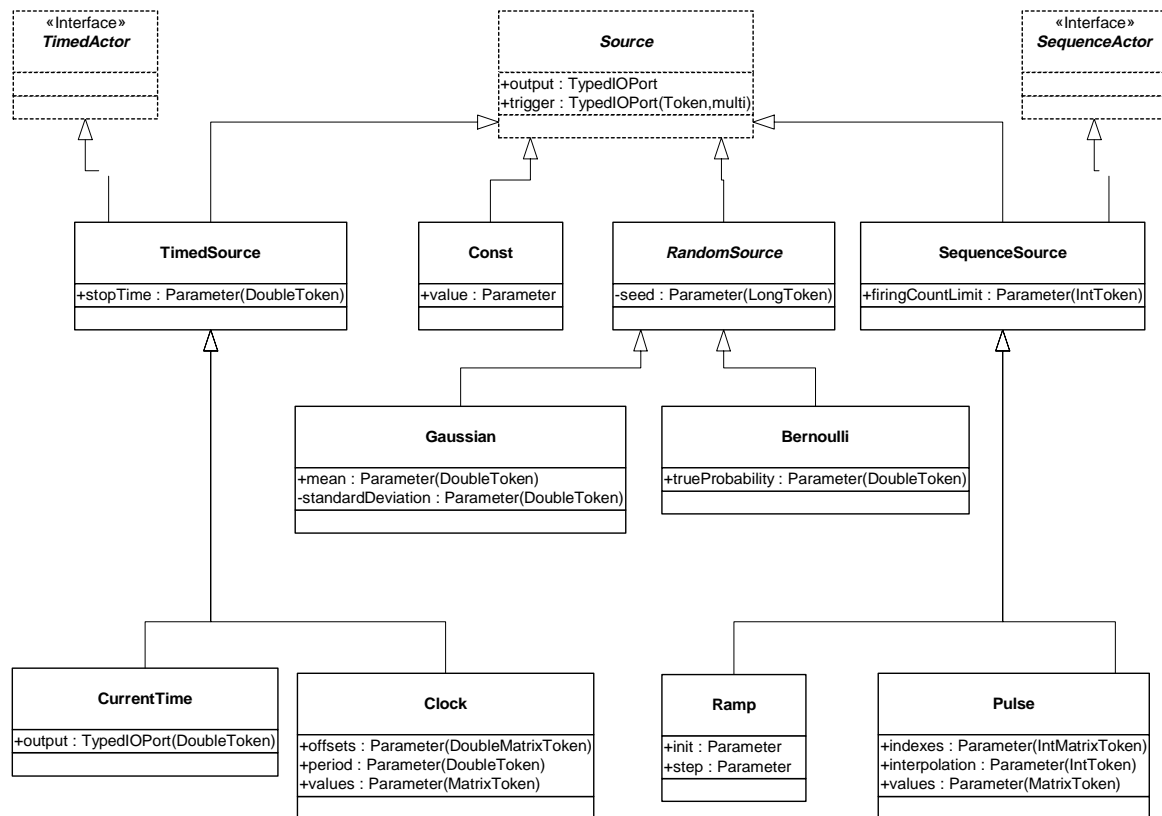 «Interface»
TimedActor
Source
+output : TypedIOPort
+trigger : TypedIOPort(Token,multi)
«Interface»
SequenceActor
TimedSource
+stopTime : Parameter(DoubleToken)
Const
+value : Parameter
RandomSource
-seed : Parameter(LongToken)
SequenceSource
+firingCountLimit : Parameter(IntToken)
Gaussian
+mean : Parameter(DoubleToken)
-standardDeviation : Parameter(DoubleToken)
Bernoulli
+trueProbability : Parameter(DoubleToken)
CurrentTime
+output : TypedIOPort(DoubleToken)
Clock
+offsets : Parameter(DoubleMatrixToken)
+period : Parameter(DoubleToken)
+values : Parameter(MatrixToken)
Ramp
+init : Parameter
+step : Parameter
Pulse
+indexes : Parameter(IntMatrixToken)
+interpolation : Parameter(IntToken)
+values : Parameter(MatrixToken)